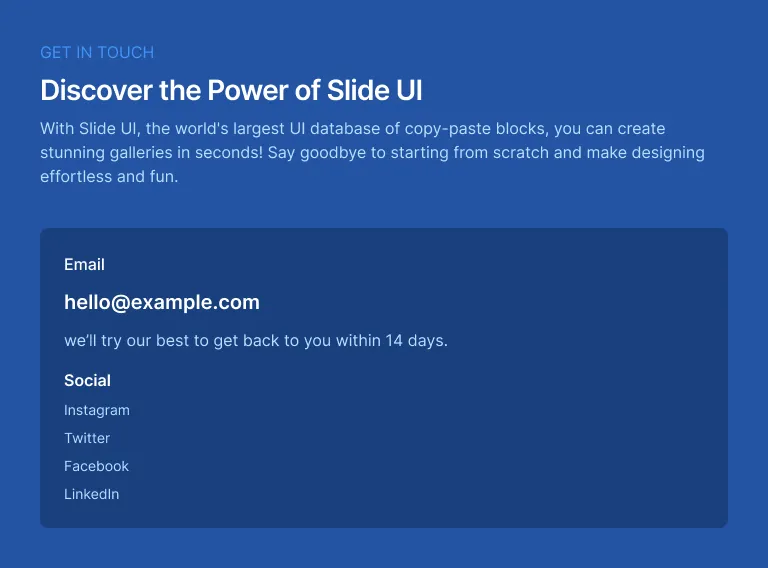 GET IN TOUCH
Discover the Power of Slide UI
With Slide UI, the world's largest UI database of copy-paste blocks, you can create
stunning galleries in seconds! Say goodbye to starting from scratch and make designing
effortless and fun.
Email
hello@example.com
we’ll try our best to get back to you within 14 days.
Social
Instagram
Twitter
Facebook
LinkedIn